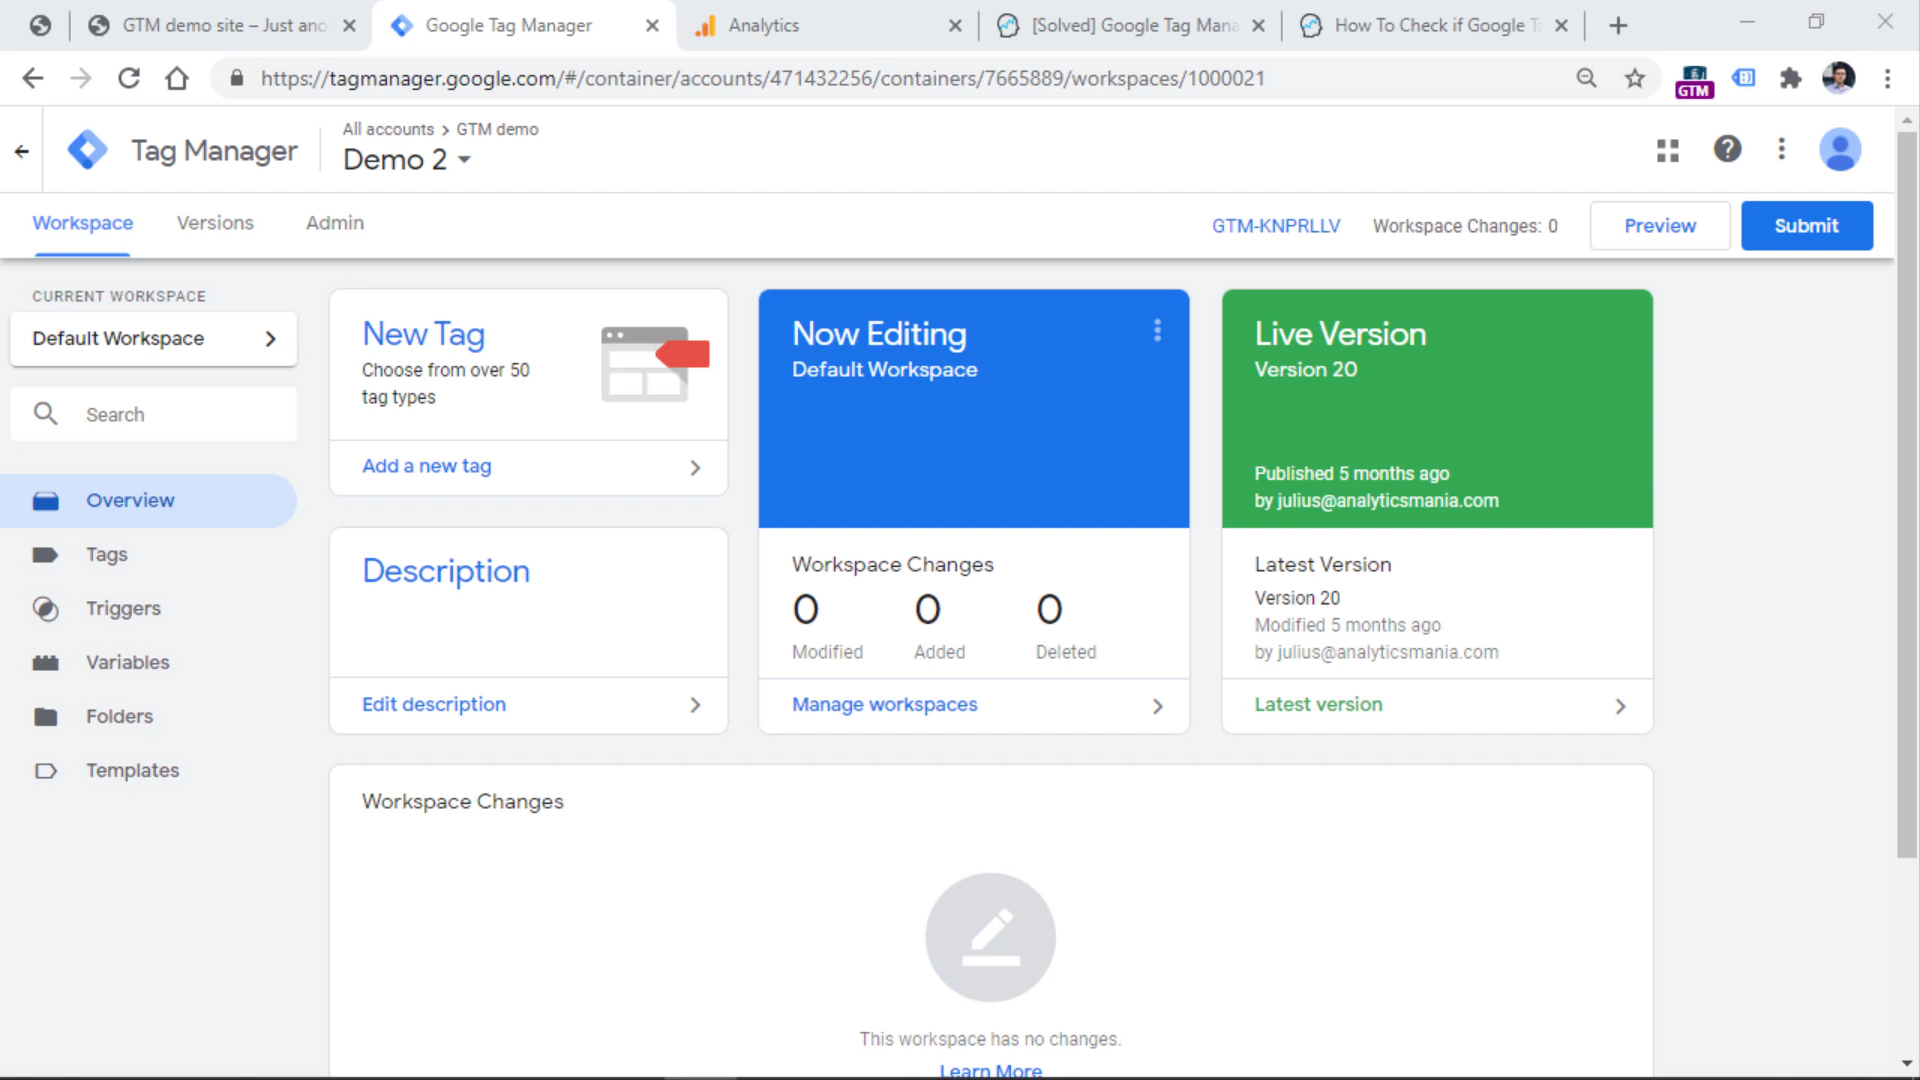 GTM demo site – Just ano
Google Tag Manager
Analytics
[Solved] Google Tag Mana
How To Check if Google T
https://tagmanager.google.com/#/container/accounts/471432256/containers/7665889/workspaces/1000021
GTM
Tag Manager
All accounts > GTM demo
Demo 2
Workspace
Versions
Admin
GTM-KNPRLLV
Workspace Changes: 0
Preview
Submit
CURRENT WORKSPACE
Default Workspace
Search
Overview
Tags
Triggers
Variables
Folders
Templates
New Tag
Choose from over 50
tag types
Add a new tag
Description
Edit description
Now Editing
Default Workspace
Workspace Changes
0 0 0
Modified Added Deleted
Manage workspaces
Live Version
Version 20
Published 5 months ago
by julius@analyticsmania.com
Latest Version
Version 20
Modified 5 months ago
by julius@analyticsmania.com
Latest version
Workspace Changes
This workspace has no changes.
Learn More